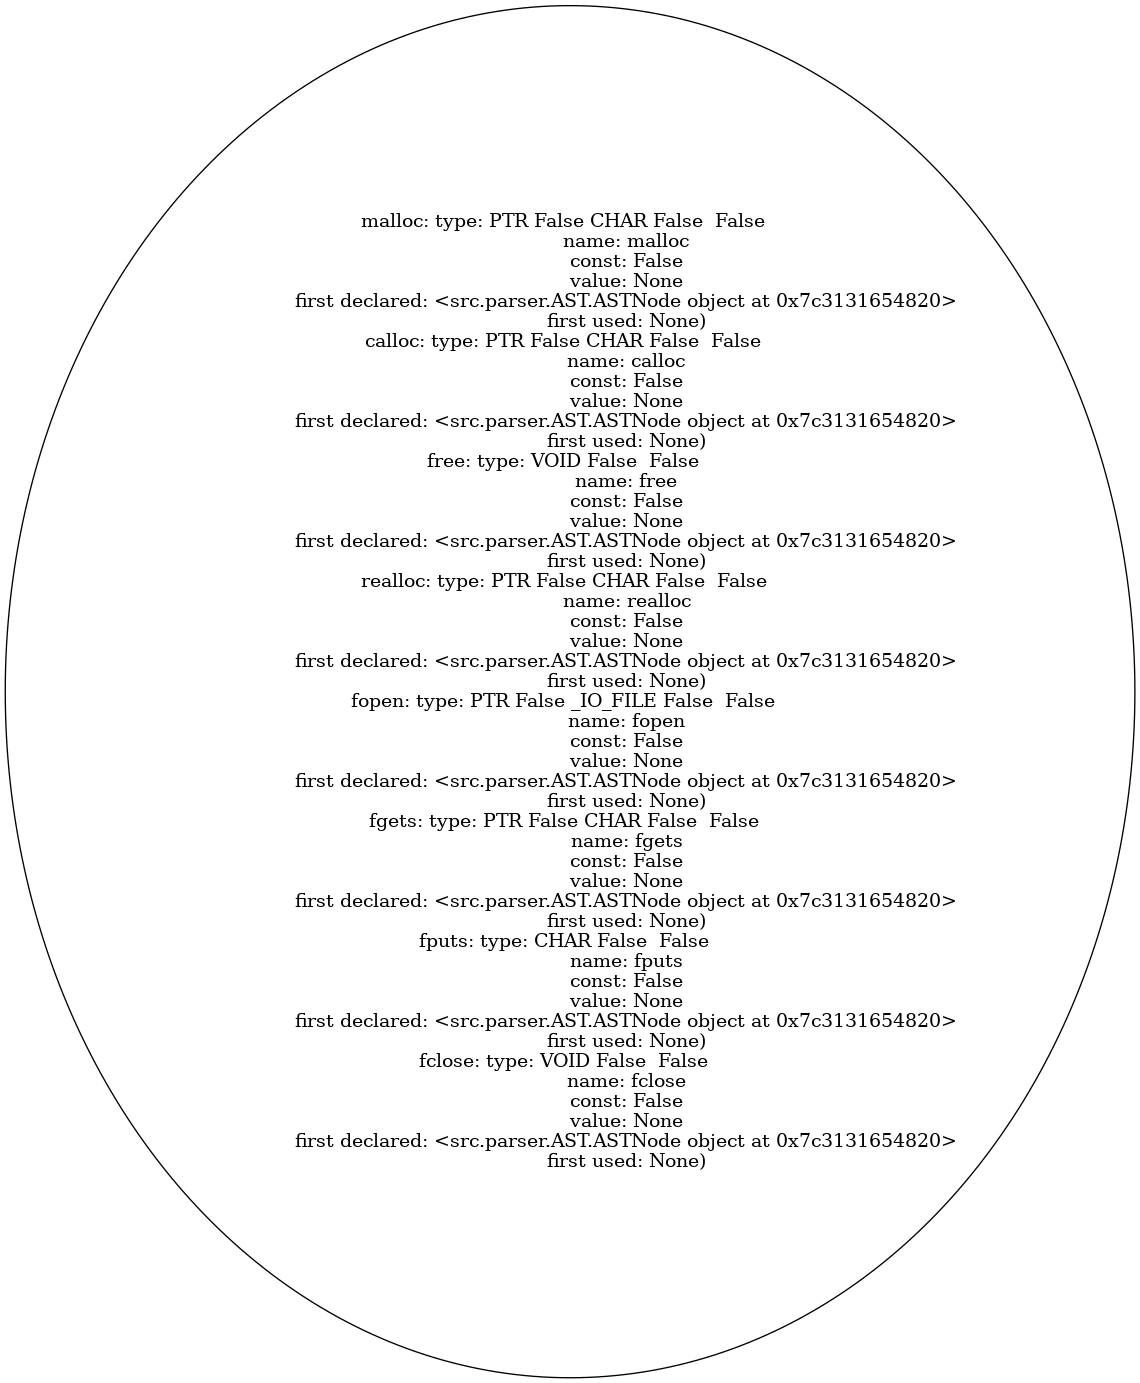 malloc: type: PTR False CHAR False  False
name: malloc
const: False
value: None
first declared: <src.parser.AST.ASTNode object at 0x7c3131654820>
first used: None)
calloc: type: PTR False CHAR False  False
name: calloc
const: False
value: None
first declared: <src.parser.AST.ASTNode object at 0x7c3131654820>
first used: None)
free: type: VOID False  False
name: free
const: False
value: None
first declared: <src.parser.AST.ASTNode object at 0x7c3131654820>
first used: None)
realloc: type: PTR False CHAR False  False
name: realloc
const: False
value: None
first declared: <src.parser.AST.ASTNode object at 0x7c3131654820>
first used: None)
fopen: type: PTR False _IO_FILE False  False
name: fopen
const: False
value: None
first declared: <src.parser.AST.ASTNode object at 0x7c3131654820>
first used: None)
fgets: type: PTR False CHAR False  False
name: fgets
const: False
value: None
first declared: <src.parser.AST.ASTNode object at 0x7c3131654820>
first used: None)
fputs: type: CHAR False  False
name: fputs
const: False
value: None
first declared: <src.parser.AST.ASTNode object at 0x7c3131654820>
first used: None)
fclose: type: VOID False  False
name: fclose
const: False
value: None
first declared: <src.parser.AST.ASTNode object at 0x7c3131654820>
first used: None)